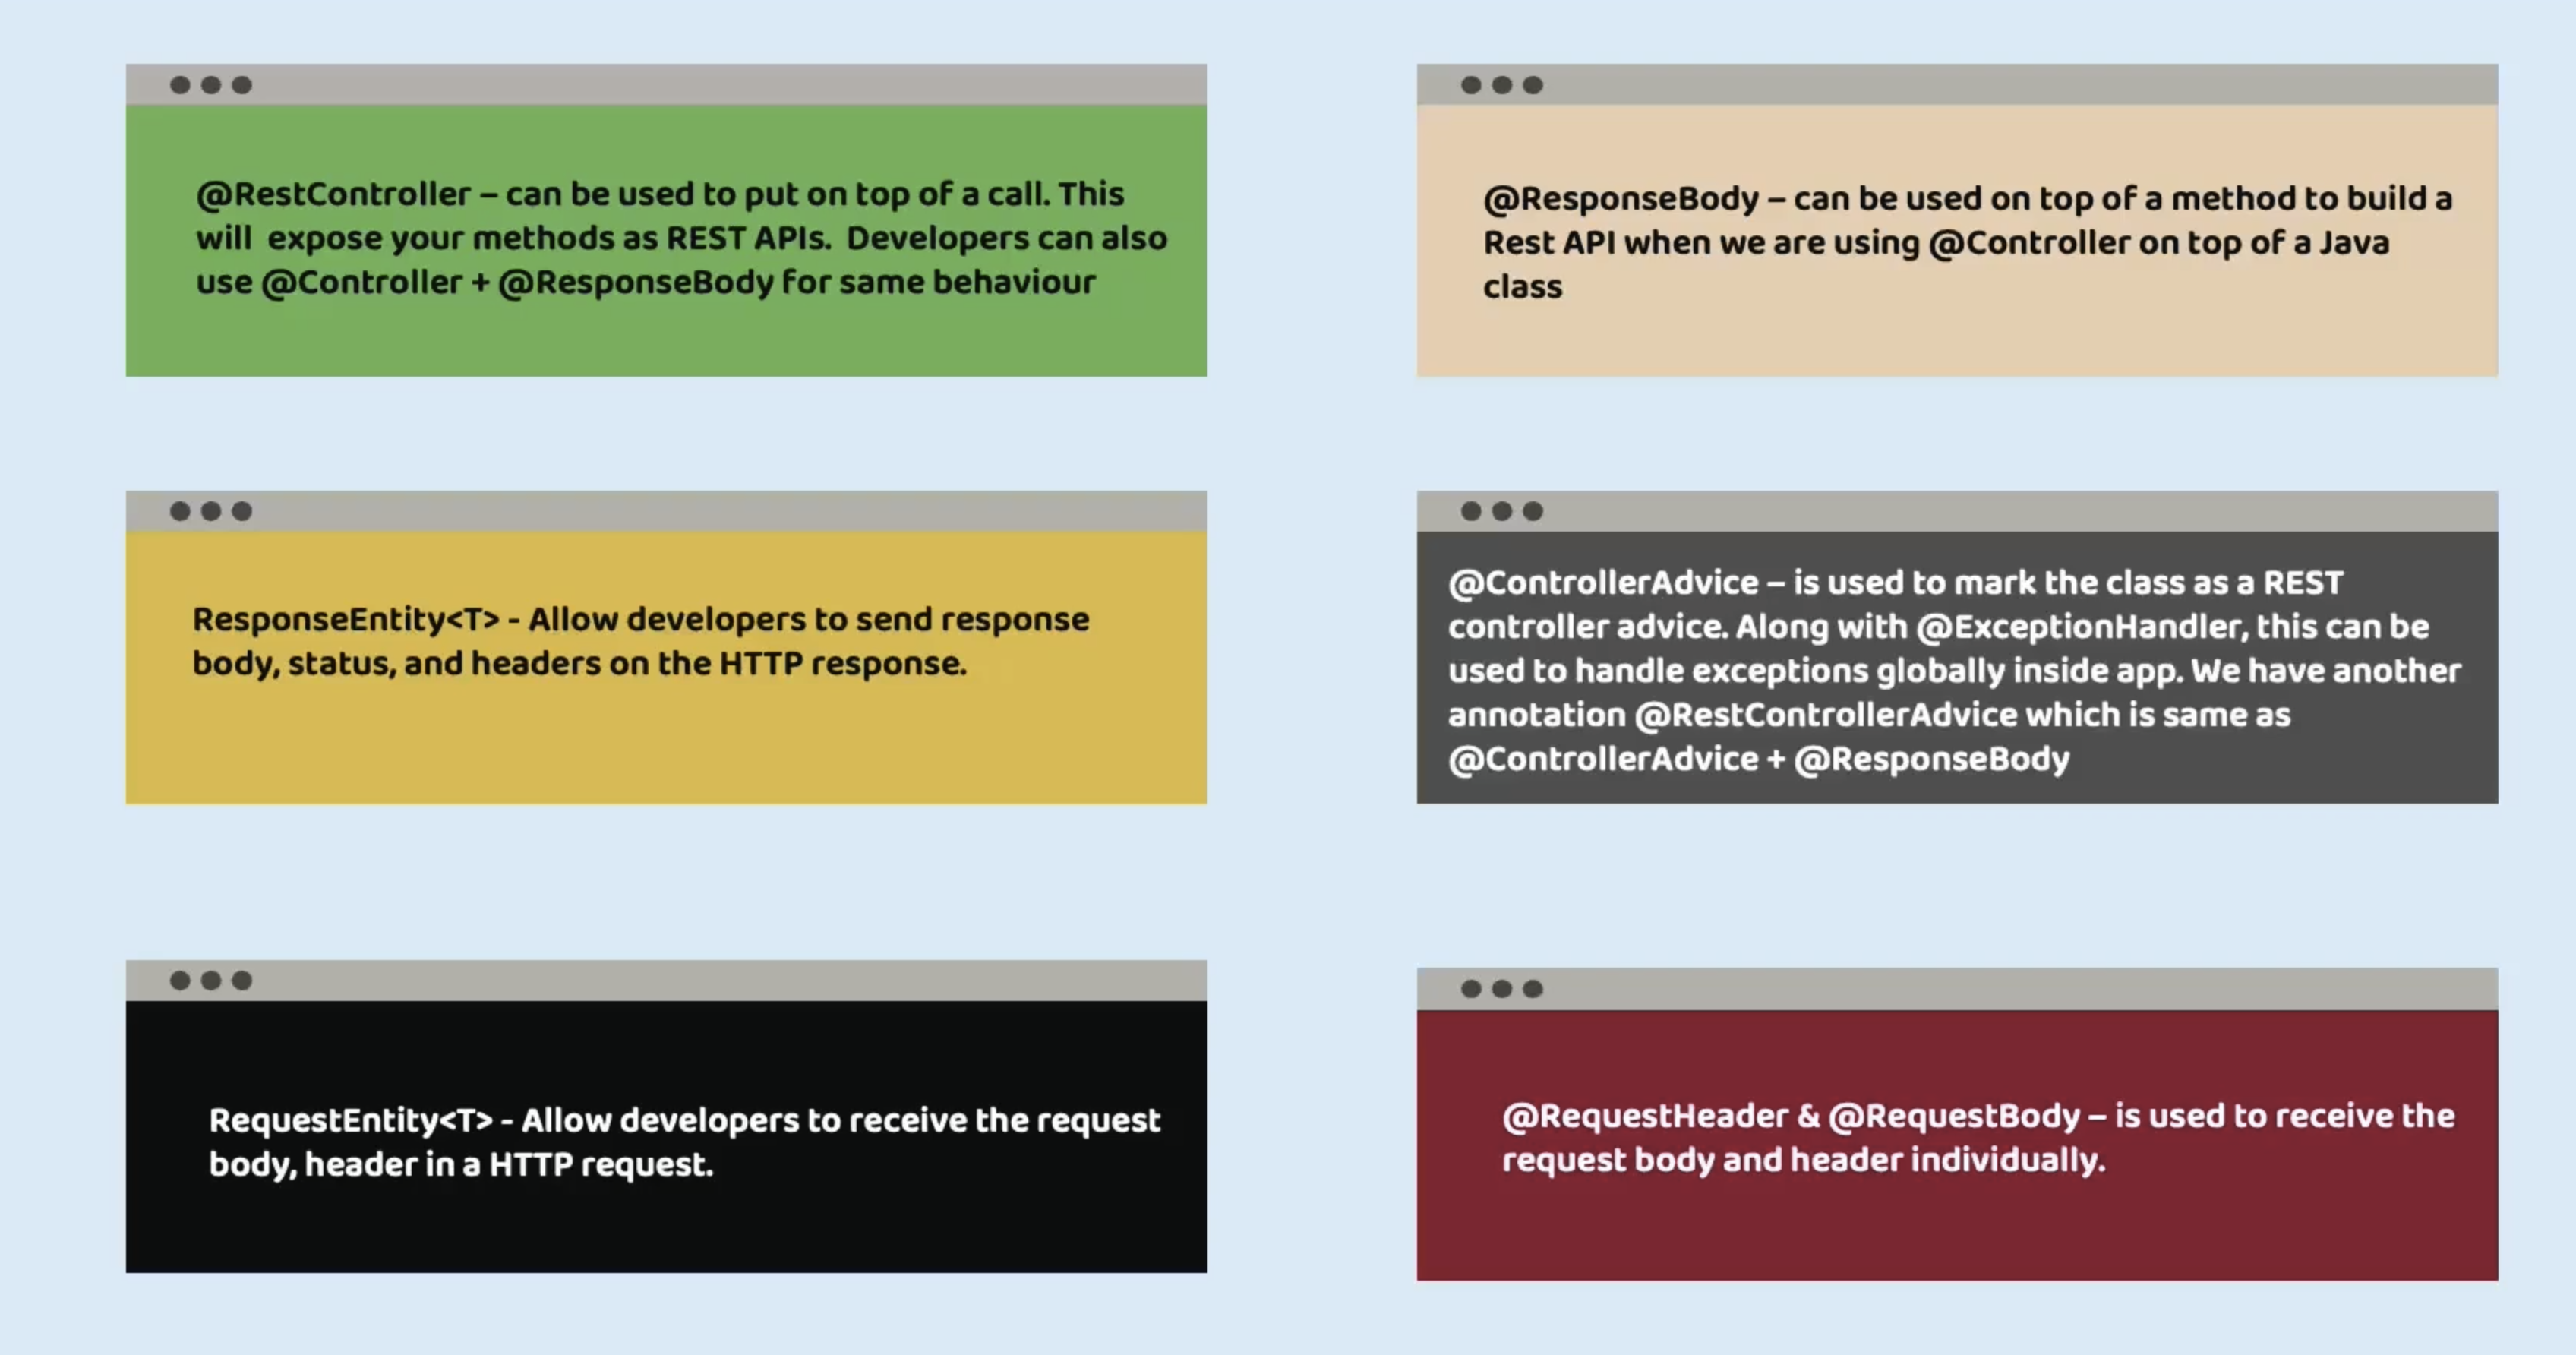 @RestController – can be used to put on top of a call. This
will  expose your methods as REST APIs.  Developers can also
use @Controller + @ResponseBody for same behaviour
@ResponseBody – can be used on top of a method to build a
Rest API when we are using @Controller on top of a Java
class
ResponseEntity<T> - Allow developers to send response
body, status, and headers on the HTTP response.
@ControllerAdvice – is used to mark the class as a REST
controller advice. Along with @ExceptionHandler, this can be
used to handle exceptions globally inside app. We have another
annotation @RestControllerAdvice which is same as
@ControllerAdvice + @ResponseBody
RequestEntity<T> - Allow developers to receive the request
body, header in a HTTP request.
@RequestHeader & @RequestBody – is used to receive the
request body and header individually.